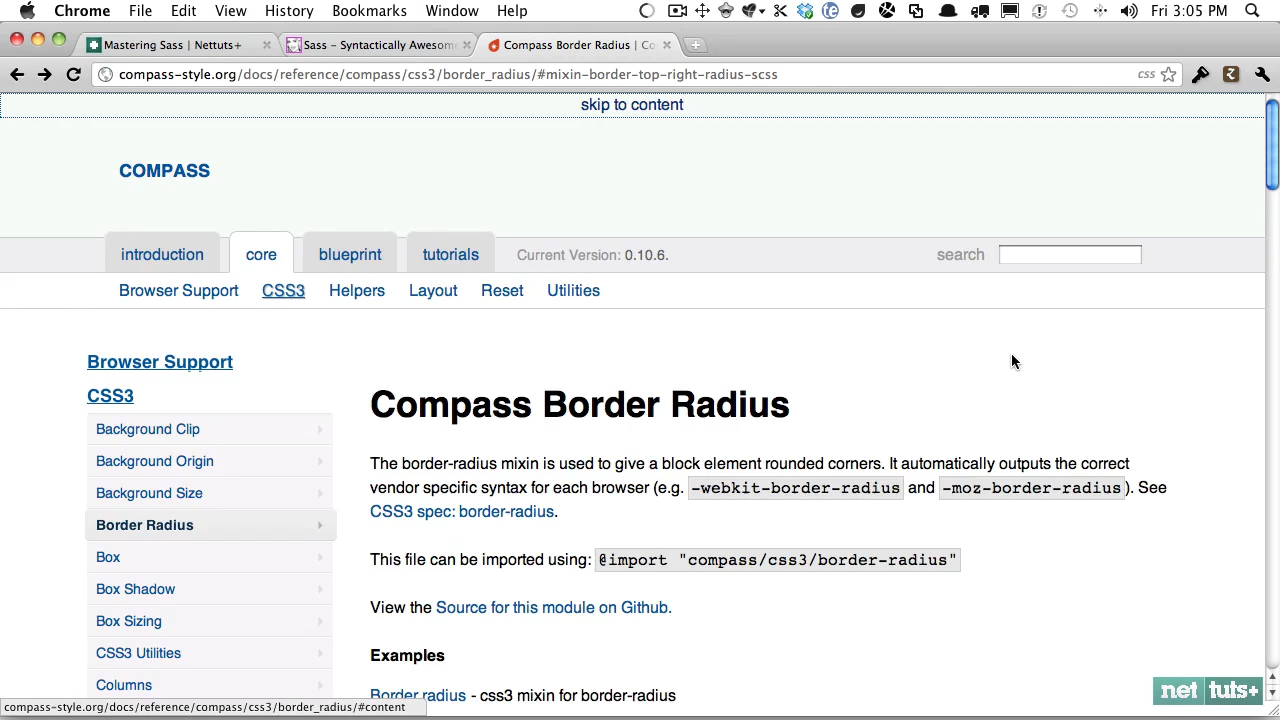 Chrome File Edit View History Bookmarks Window Help Fri 3:05 PM
Mastering Sass | Nettuts+ Sass - Syntactically Awesom Compass Border Radius | Co
compass-style.org/docs/reference/compass/css3/border_radius/#mixin-border-top-right-radius-scss css
skip to content
COMPASS
introduction core blueprint tutorials Current Version: 0.10.6. search
Browser Support CSS3 Helpers Layout Reset Utilities
Browser Support
CSS3
Background Clip
Background Origin
Background Size
Border Radius
Box
Box Shadow
Box Sizing
CSS3 Utilities
Columns
Compass Border Radius
The border-radius mixin is used to give a block element rounded corners. It automatically outputs the correct
vendor specific syntax for each browser (e.g. -webkit-border-radius and -moz-border-radius). See
CSS3 spec: border-radius.
This file can be imported using: @import "compass/css3/border-radius"
View the Source for this module on Github.
Examples
Border radius - css3 mixin for border-radius
compass-style.org/docs/reference/compass/css3/border_radius/#content
net tuts+